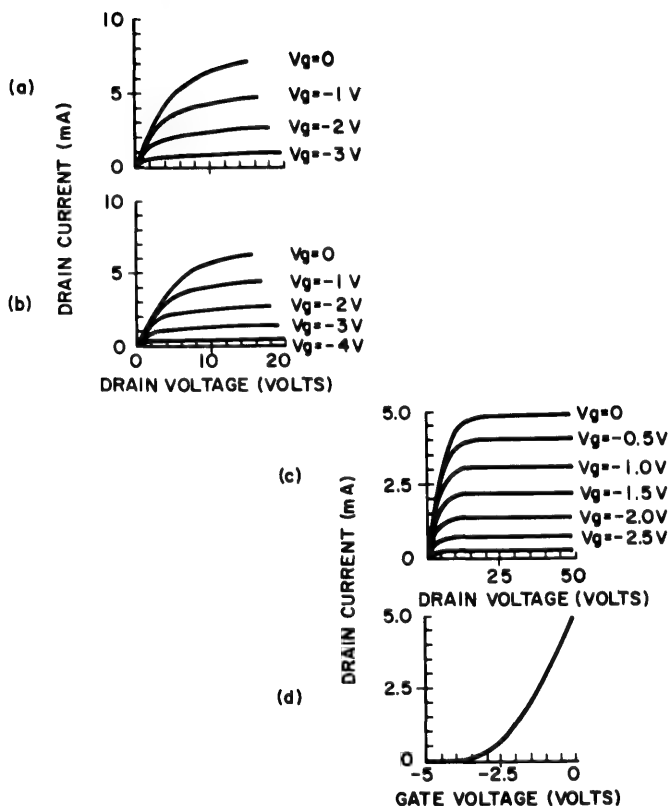 (a)
DRAIN CURRENT (mA)
10
5
0
Vg=0
Vg=-1 V
Vg=-2 V
Vg=-3 V
(b)
10
5
0
Vg=0
Vg=-1 V
Vg=-2 V
Vg=-3 V
Vg=-4 V
0 10 20
DRAIN VOLTAGE (VOLTS)
(c)
DRAIN CURRENT (mA)
5.0
2.5
0
Vg=0
Vg=-0.5 V
Vg=-1.0 V
Vg=-1.5 V
Vg=-2.0 V
Vg=-2.5 V
25 50
DRAIN VOLTAGE (VOLTS)
(d)
5.0
2.5
0
-5 -2.5 0
GATE VOLTAGE (VOLTS)